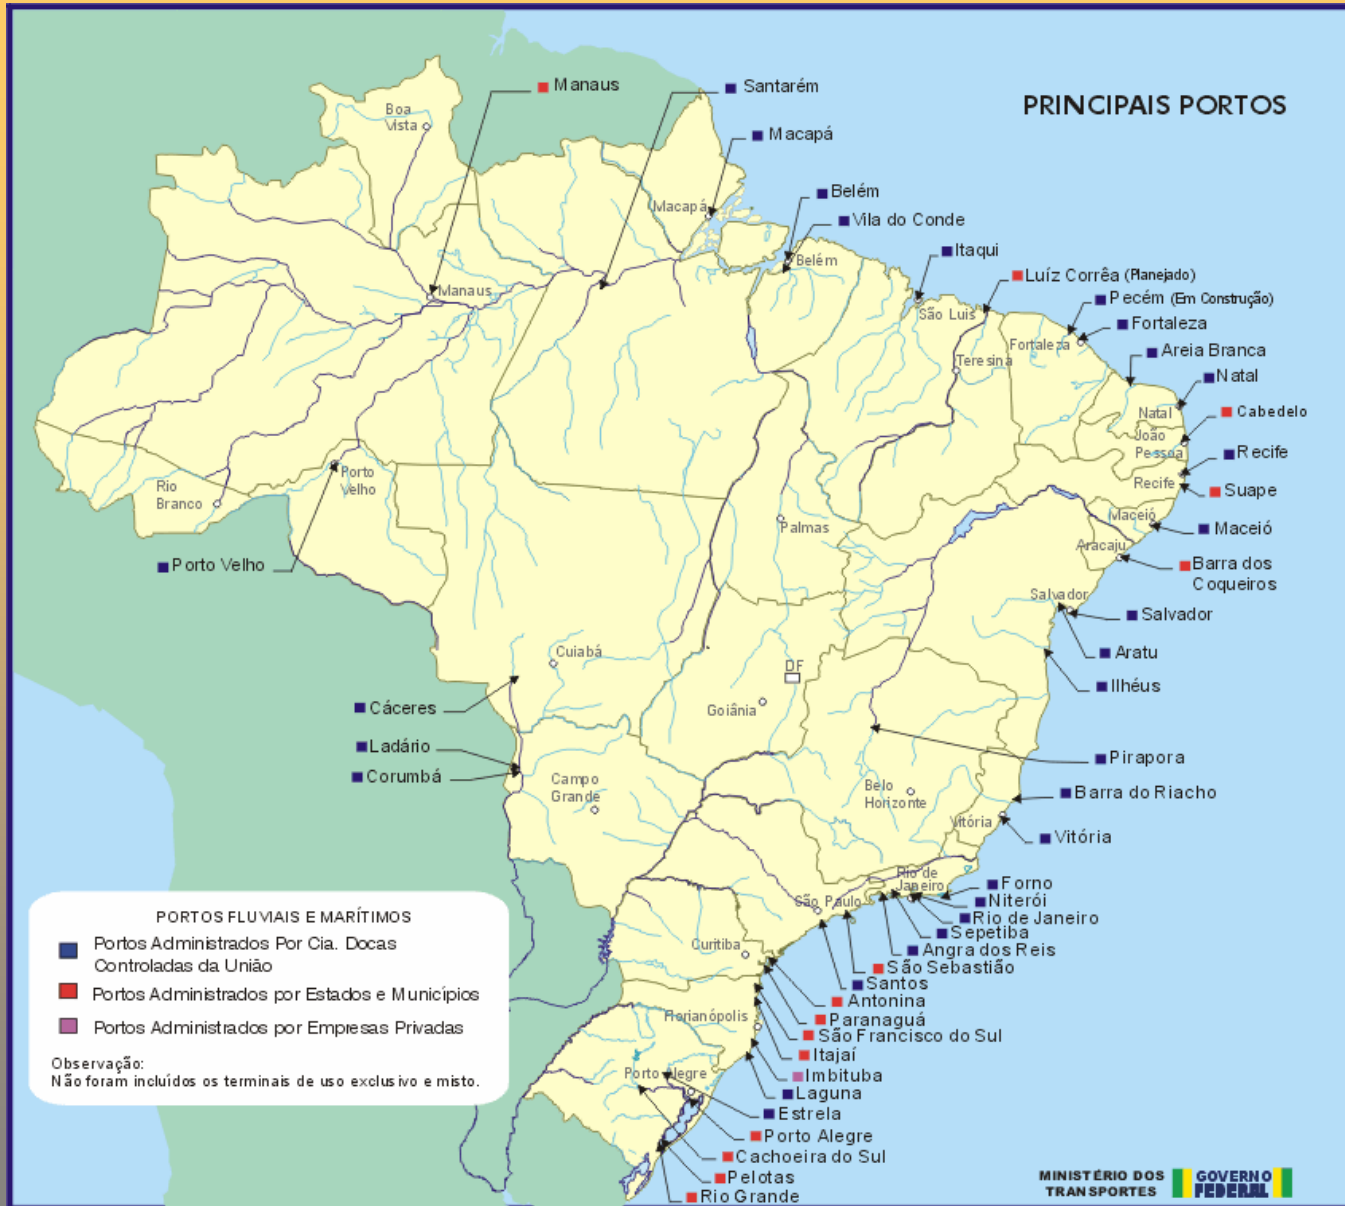 PRINCIPAIS PORTOS
Manaus
Santarém
Macapá
Belém
Vila do Conde
Itaqui
Luíz Corrêa (Planejado)
Pecém (Em Construção)
Fortaleza
Areia Branca
Natal
Cabedelo
Recife
Suape
Maceió
Barra dos
Coqueiros
Salvador
Aratu
Ilhéus
Pirapora
Barra do Riacho
Vitória
Forno
Niterói
Rio de Janeiro
Sepetiba
Angra dos Reis
São Sebastião
Santos
Antonina
Paranaguá
São Francisco do Sul
Itajaí
Imbituba
Laguna
Estrela
Porto Alegre
Cachoeira do Sul
Pelotas
Rio Grande
Porto Velho
Cáceres
Ladário
Corumbá
Boa
Vista
Macapá
Manaus
Belém
São Luis
Fortaleza
Teresina
Natal
João
Pessoa
Recife
Maceió
Aracaju
Salvador
Porto
Velho
Rio
Branco
Palmas
Cuiabá
DF
Goiânia
Campo
Grande
Belo
Horizonte
Vitória
Rio de
Janeiro
São Paulo
Curitiba
Florianópolis
Porto Alegre
PORTOS FLUVIAIS E MARÍTIMOS
Portos Administrados Por Cia. Docas
Controladas da União
Portos Administrados por Estados e Municípios
Portos Administrados por Empresas Privadas
Observação:
Não foram incluídos os terminais de uso exclusivo e misto.
MINISTÉRIO DOS
TRANSPORTES
GOVERNO
FEDERAL